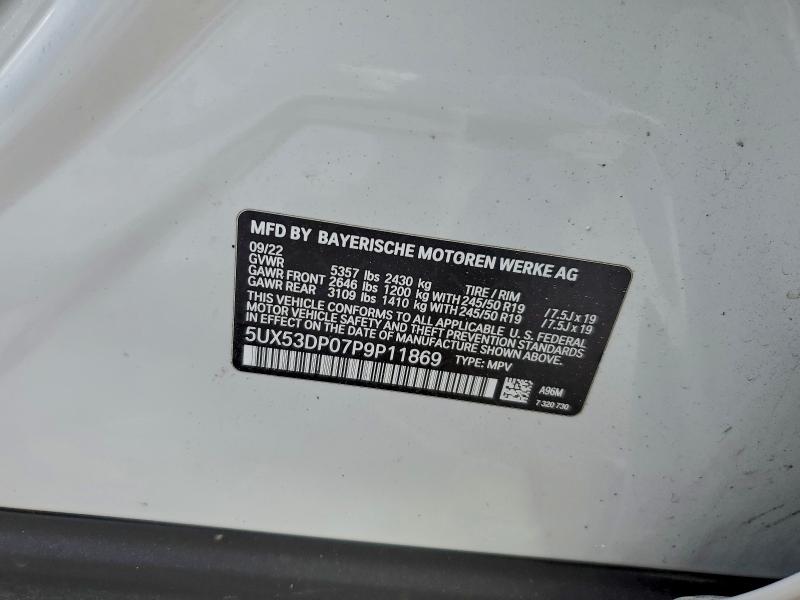 MFD BY BAYERISCHE MOTOREN WERKE AG
09/22
GVWR 5357 lbs 2430 kg TIRE / RIM
GAWR FRONT 2646 lbs 1200 kg WITH 245/50 R19 / 7.5J x 19
GAWR REAR 3109 lbs 1410 kg WITH 245/50 R19 / 7.5J x 19
THIS VEHICLE CONFORMS TO ALL APPLICABLE U. S. FEDERAL
MOTOR VEHICLE SAFETY, BUMPER, AND THEFT PREVENTION STANDARDS
IN EFFECT ON THE DATE OF MANUFACTURE SHOWN ABOVE.
5UX53DP07P9P11869 TYPE: MPV
A96M
7 320 730